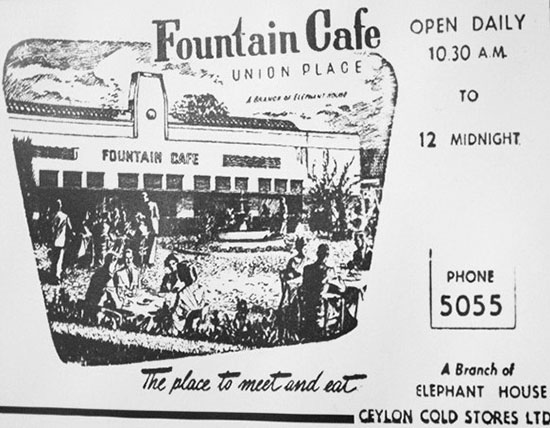 Fountain Cafe
UNION PLACE
A BRANCH OF ELEPHANT HOUSE
FOUNTAIN CAFE
The place to meet and eat
OPEN DAILY
10.30 A.M.
TO
12 MIDNIGHT
PHONE
5055
A Branch of
ELEPHANT HOUSE
CEYLON COLD STORES LTD